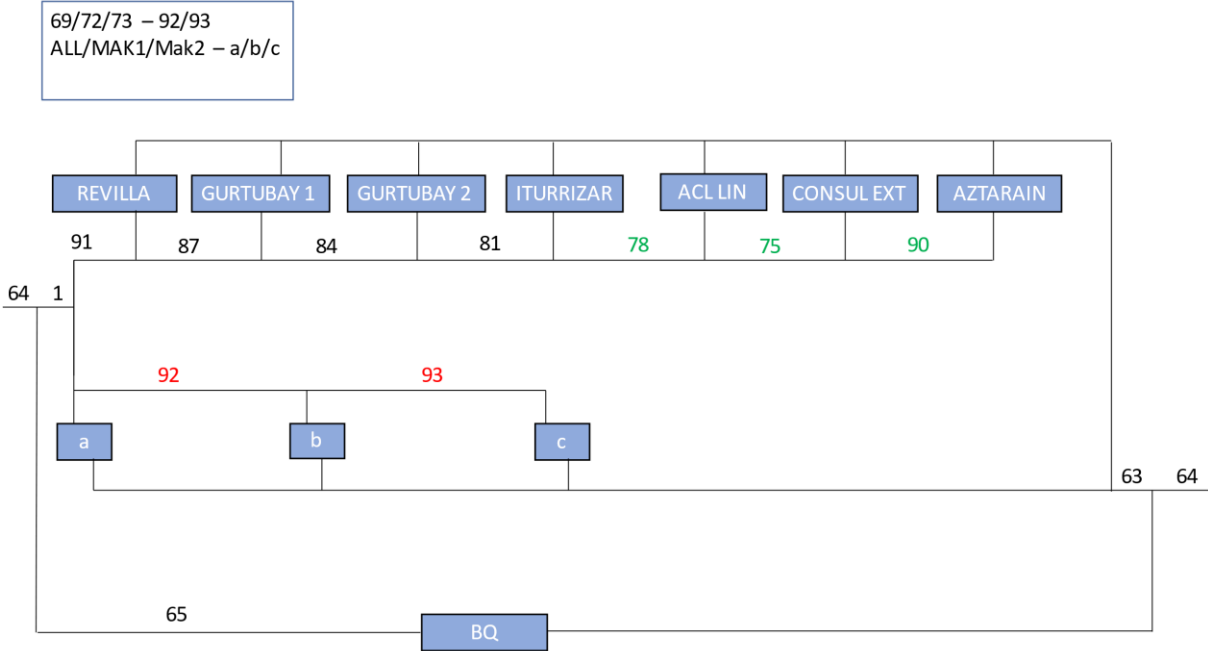 69/72/73 – 92/93
ALL/MAK1/Mak2 – a/b/c
REVILLA GURTUBAY 1 GURTUBAY 2 ITURRIZAR ACL LIN CONSUL EXT AZTARAIN
91 87 84 81 78 75 90
64 1
92 93
a b c
63 64
65
BQ